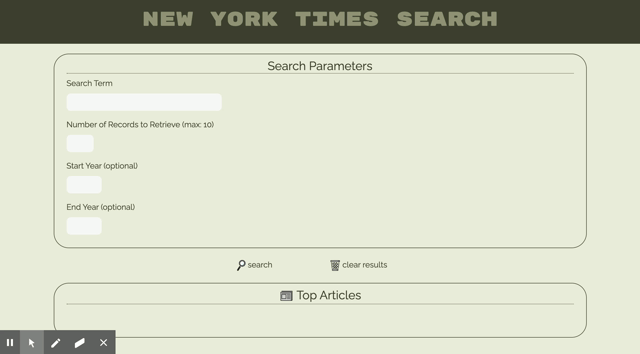 NEW YORK TIMES SEARCH
Search Parameters
Search Term
Number of Records to Retrieve (max: 10)
Start Year (optional)
End Year (optional)
search
clear results
Top Articles